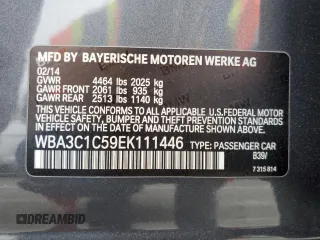 MFD BY BAYERISCHE MOTOREN WERKE AG
02/14
GVWR 4464 lbs 2025 kg
GAWR FRONT 2061 lbs 935 kg
GAWR REAR 2513 lbs 1140 kg
THIS VEHICLE CONFORMS TO ALL APPLICABLE U.S.FEDERAL MOTOR
VEHICLE SAFETY, BUMPER AND THEFT PREVENTION STANDARDS IN
EFFECT ON THE DATE OF MANUFACTURE SHOWN ABOVE.
WBA3C1C59EK111446 TYPE: PASSENGER CAR
B39/
7 315 814
DREAMBID